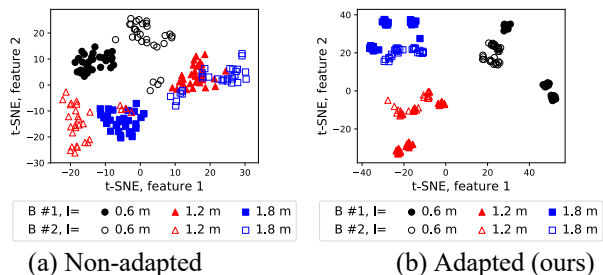 t-SNE, feature 2
20
10
0
−10
−20
−30
−20
−10
0
10
20
30
t-SNE, feature 1
B #1, l= 0.6 m 1.2 m 1.8 m
B #2, l= 0.6 m 1.2 m 1.8 m
(a) Non-adapted
t-SNE, feature 2
40
20
0
−20
−40
−20
0
20
40
t-SNE, feature 1
B #1, l= 0.6 m 1.2 m 1.8 m
B #2, l= 0.6 m 1.2 m 1.8 m
(b) Adapted (ours)